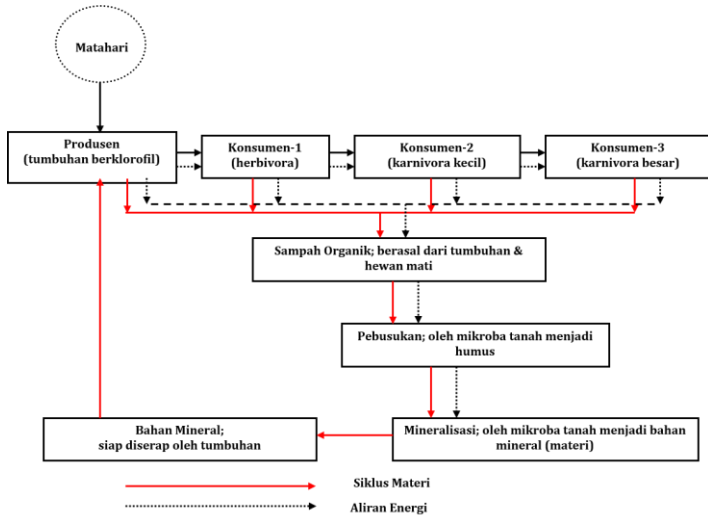 Matahari
Produsen
(tumbuhan berklorofil)
Konsumen-1
(herbivora)
Konsumen-2
(karnivora kecil)
Konsumen-3
(karnivora besar)
Sampah Organik; berasal dari tumbuhan &
hewan mati
Pebusukan; oleh mikroba tanah menjadi
humus
Bahan Mineral;
siap diserap oleh tumbuhan
Mineralisasi; oleh mikroba tanah menjadi bahan
mineral (materi)
Siklus Materi
Aliran Energi